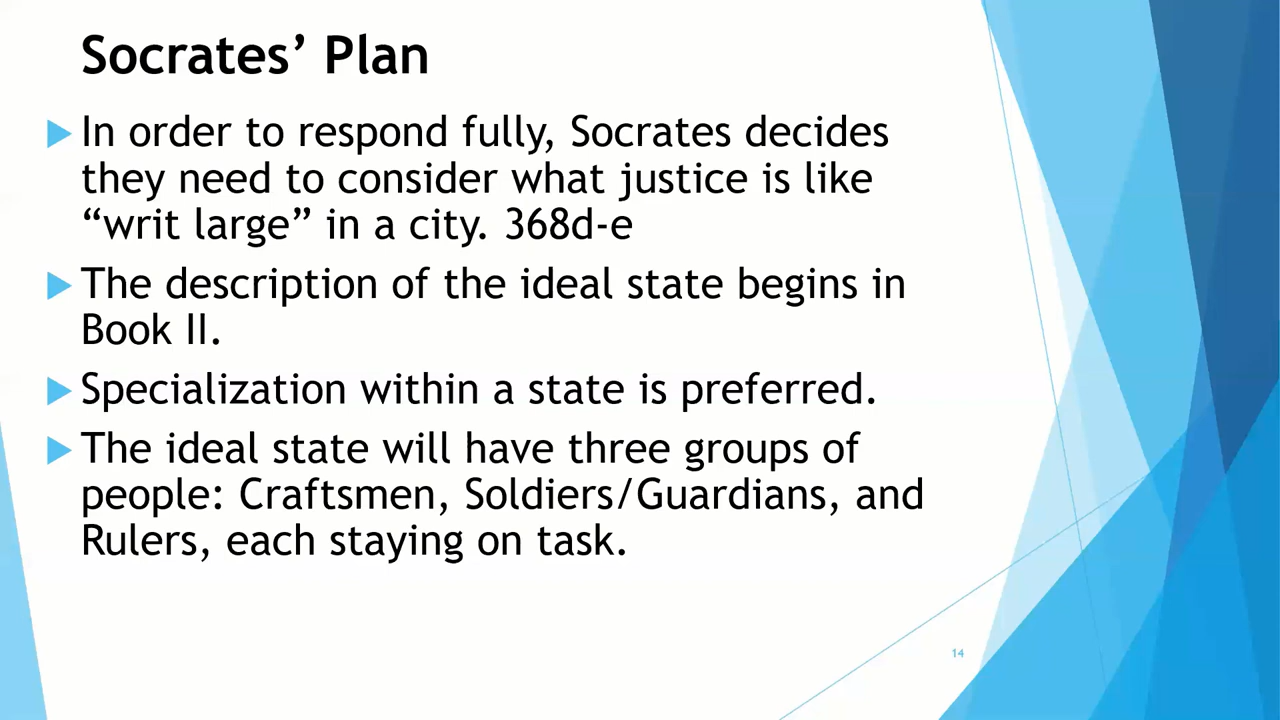 Socrates’ Plan
In order to respond fully, Socrates decides
they need to consider what justice is like
“writ large” in a city. 368d-e
The description of the ideal state begins in
Book II.
Specialization within a state is preferred.
The ideal state will have three groups of
people: Craftsmen, Soldiers/Guardians, and
Rulers, each staying on task.
14